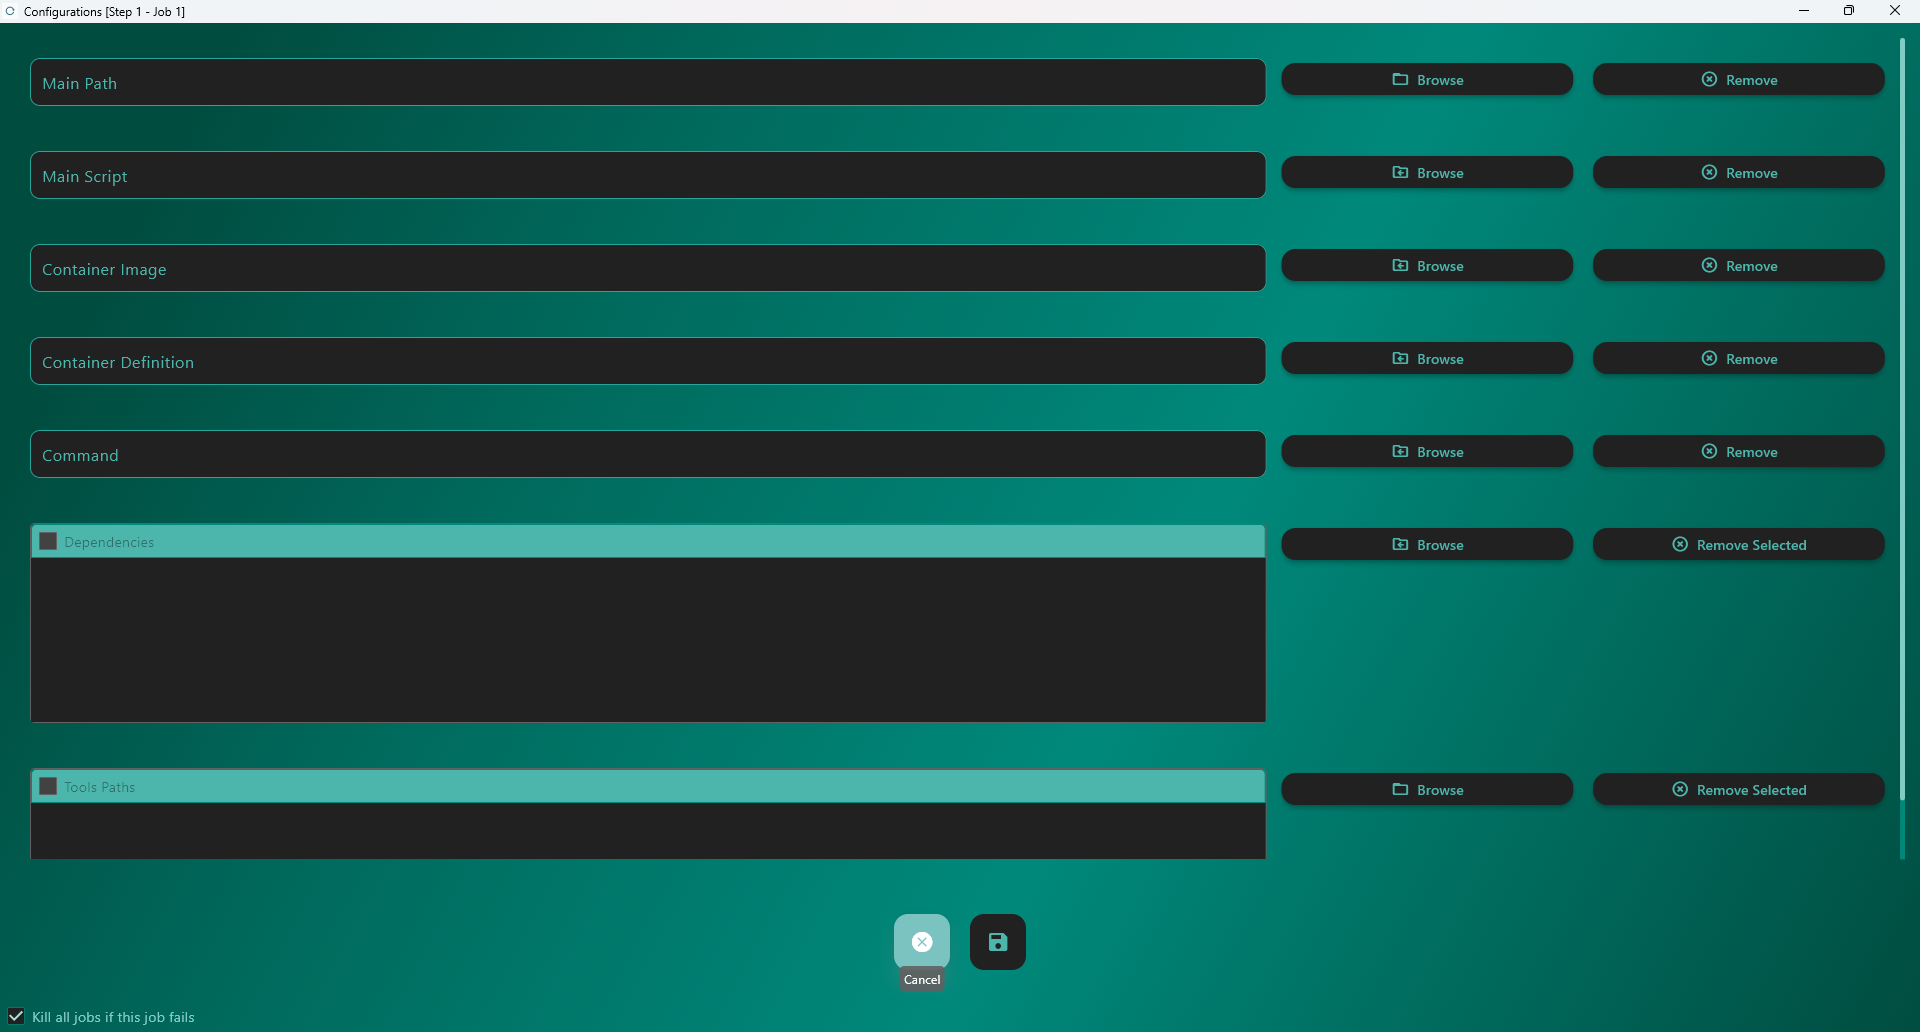 Configurations [Step 1 - Job 1]
Main Path
Browse
Remove
Main Script
Browse
Remove
Container Image
Browse
Remove
Container Definition
Browse
Remove
Command
Browse
Remove
Dependencies
Browse
Remove Selected
Tools Paths
Browse
Remove Selected
Cancel
Kill all jobs if this job fails